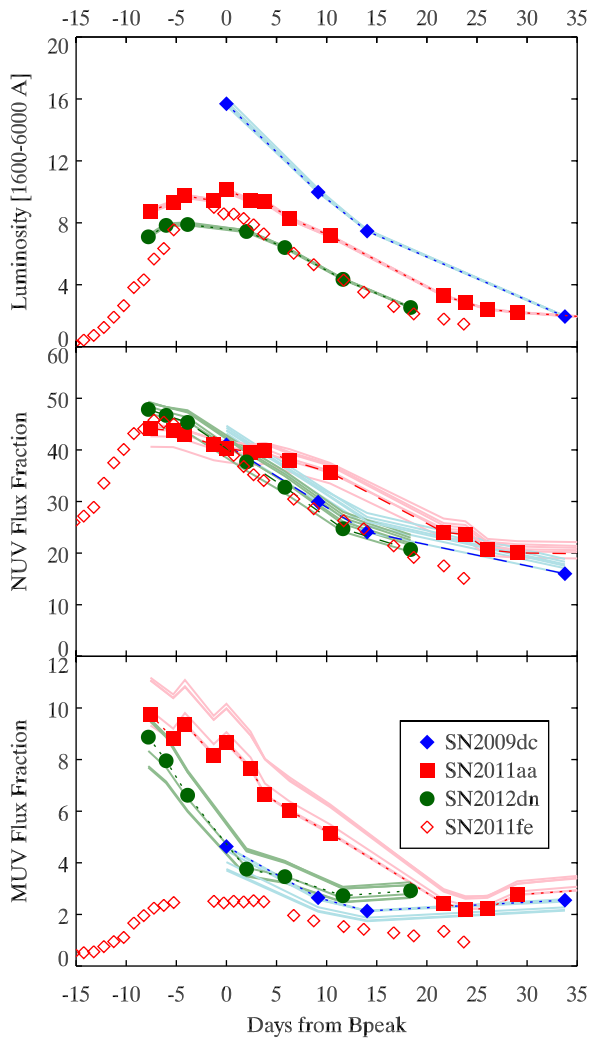 -15 -10 -5 0 5 10 15 20 25 30 35
20
16
12
8
4
0
Luminosity [1600-6000 A]
60
50
40
30
20
10
0
NUV Flux Fraction
12
10
8
6
4
2
0
MUV Flux Fraction
SN2009dc
SN2011aa
SN2012dn
SN2011fe
-15 -10 -5 0 5 10 15 20 25 30 35
Days from Bpeak